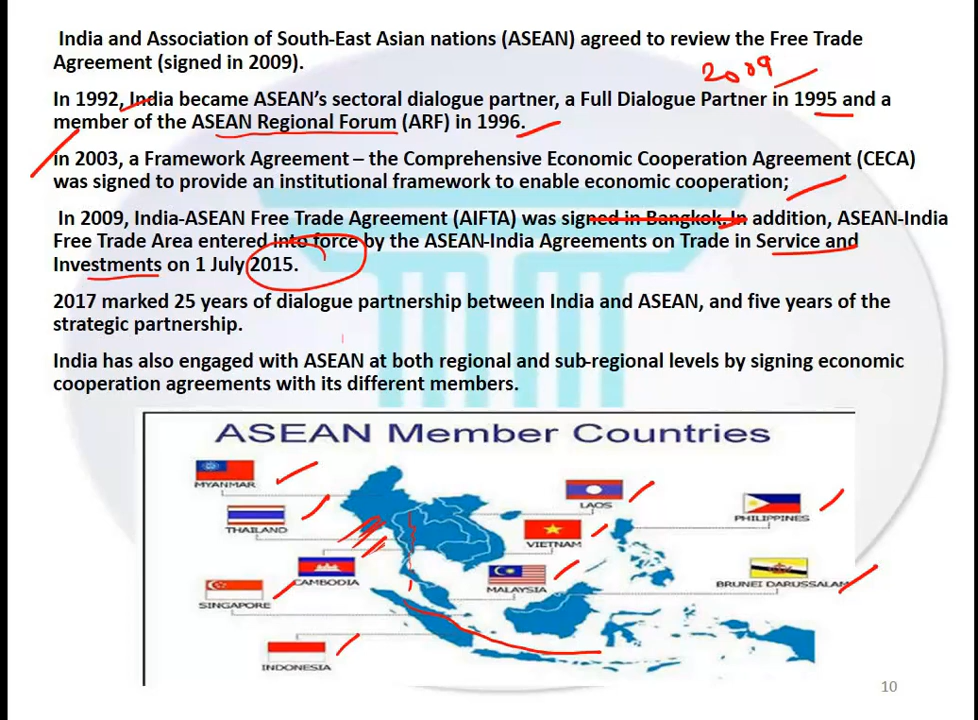 India and Association of South-East Asian nations (ASEAN) agreed to review the Free Trade
Agreement (signed in 2009).
2009
In 1992, India became ASEAN's sectoral dialogue partner, a Full Dialogue Partner in 1995 and a
member of the ASEAN Regional Forum (ARF) in 1996.
in 2003, a Framework Agreement – the Comprehensive Economic Cooperation Agreement (CECA)
was signed to provide an institutional framework to enable economic cooperation;
In 2009, India-ASEAN Free Trade Agreement (AIFTA) was signed in Bangkok. In addition, ASEAN-India
Free Trade Area entered into force by the ASEAN-India Agreements on Trade in Service and
Investments on 1 July 2015.
2017 marked 25 years of dialogue partnership between India and ASEAN, and five years of the
strategic partnership.
India has also engaged with ASEAN at both regional and sub-regional levels by signing economic
cooperation agreements with its different members.
ASEAN Member Countries
MYANMAR
LAOS
PHILIPPINES
THAILAND
VIETNAM
CAMBODIA
MALAYSIA
BRUNEI DARUSSALAM
SINGAPORE
INDONESIA
10